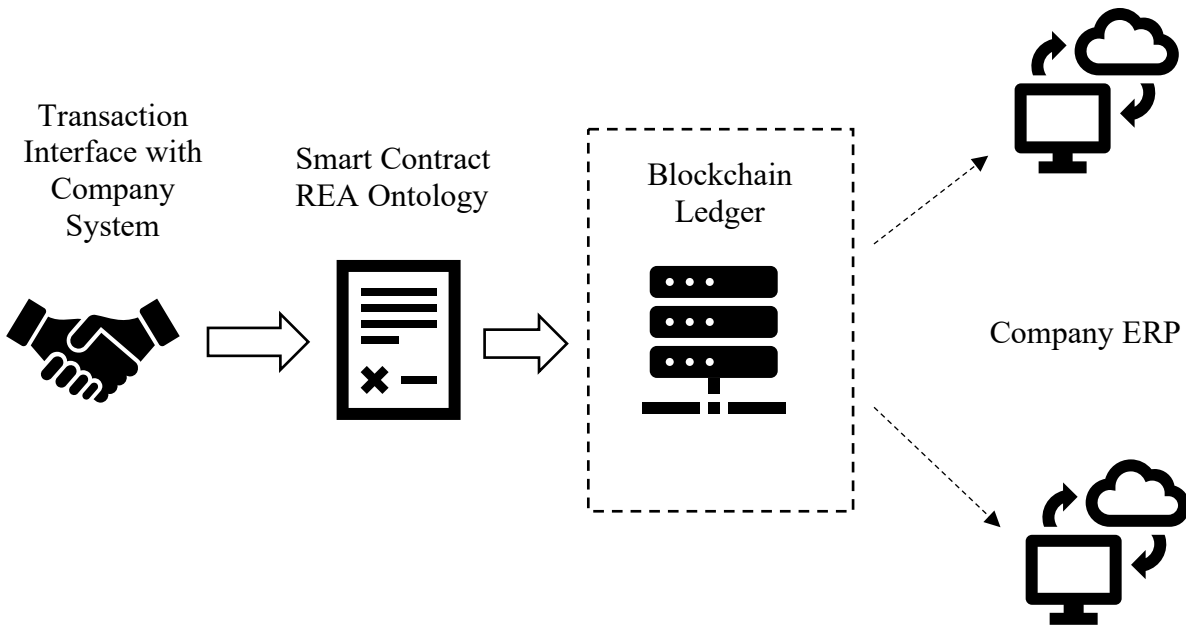 Transaction
Interface with
Company
System
Smart Contract
REA Ontology
Blockchain
Ledger
Company ERP